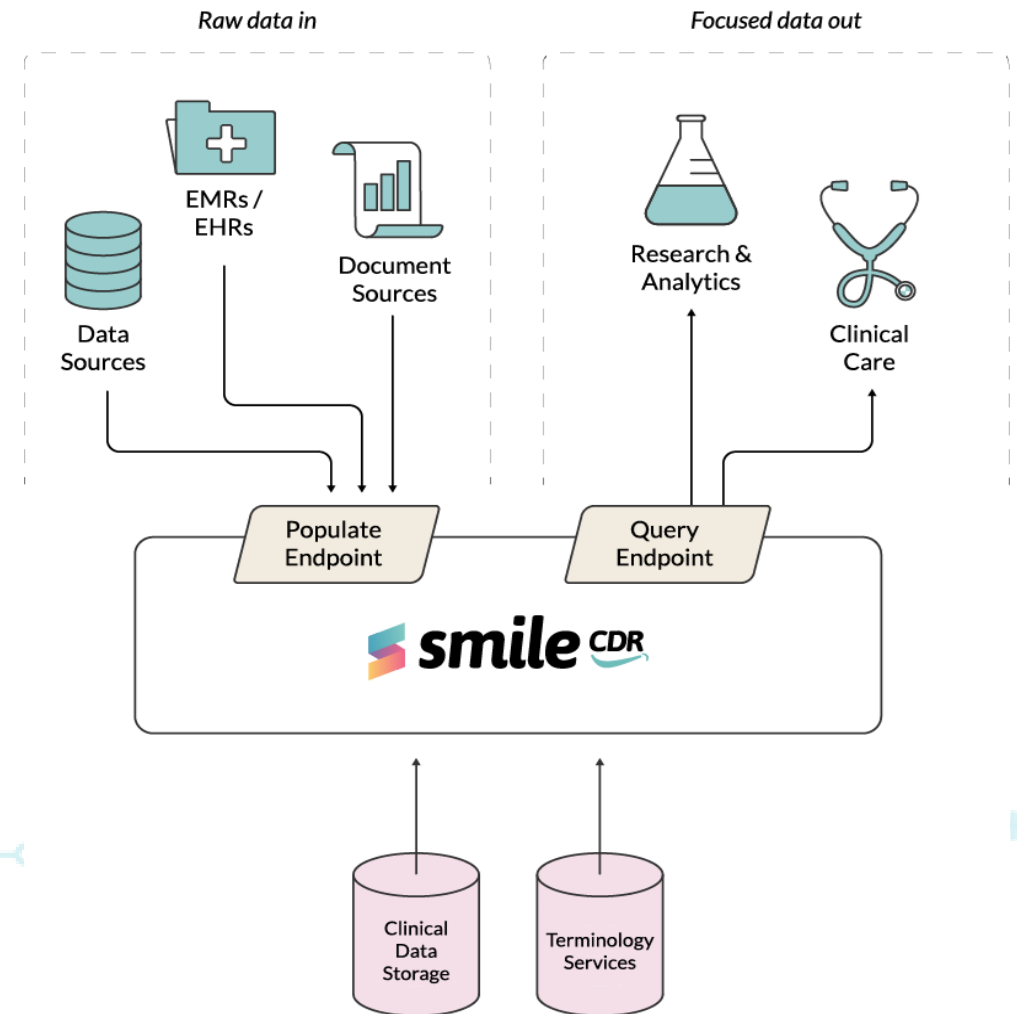 Raw data in
Focused data out
EMRs /
EHRs
Document
Sources
Data
Sources
Research &
Analytics
Clinical
Care
Populate
Endpoint
Query
Endpoint
smile CDR
Clinical
Data
Storage
Terminology
Services